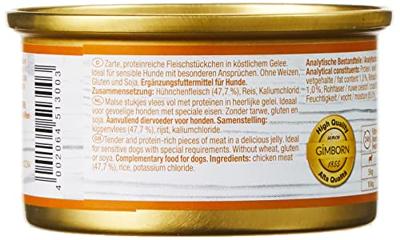 Zarte, proteinreiche Fleischstückchen in köstlichem Gelee.
Ideal für sensible Hunde mit besonderen Ansprüchen. Ohne Weizen,
Gluten und Soja. Ergänzungsfuttermittel für Hunde.
Zusammensetzung: Hühnchenfleisch (47,7 %), Reis, Kaliumchlorid.
Malse stukjes vlees vol met proteïnen in heerlijke gelei. Ideaal
voor gevoelige honden met speciale eisen. Zonder tarwe, gluten en
soja. Aanvullend diervoeder voor honden. Samenstelling:
kippenvlees (47,7 %), rijst, kaliumchloride.
Tender and protein-rich pieces of meat in a delicious jelly. Ideal
for sensitive dogs with special requirements. Without wheat, gluten
or soya. Complementary food for dogs. Ingredients: chicken meat
(47,7 %), rice, potassium chloride.
4 002064 513003
Analytische Bestandteile
Analytical constituents: Protein
High Quality
SINCE
GIMBORN
1855
Alta Qualità
5kg